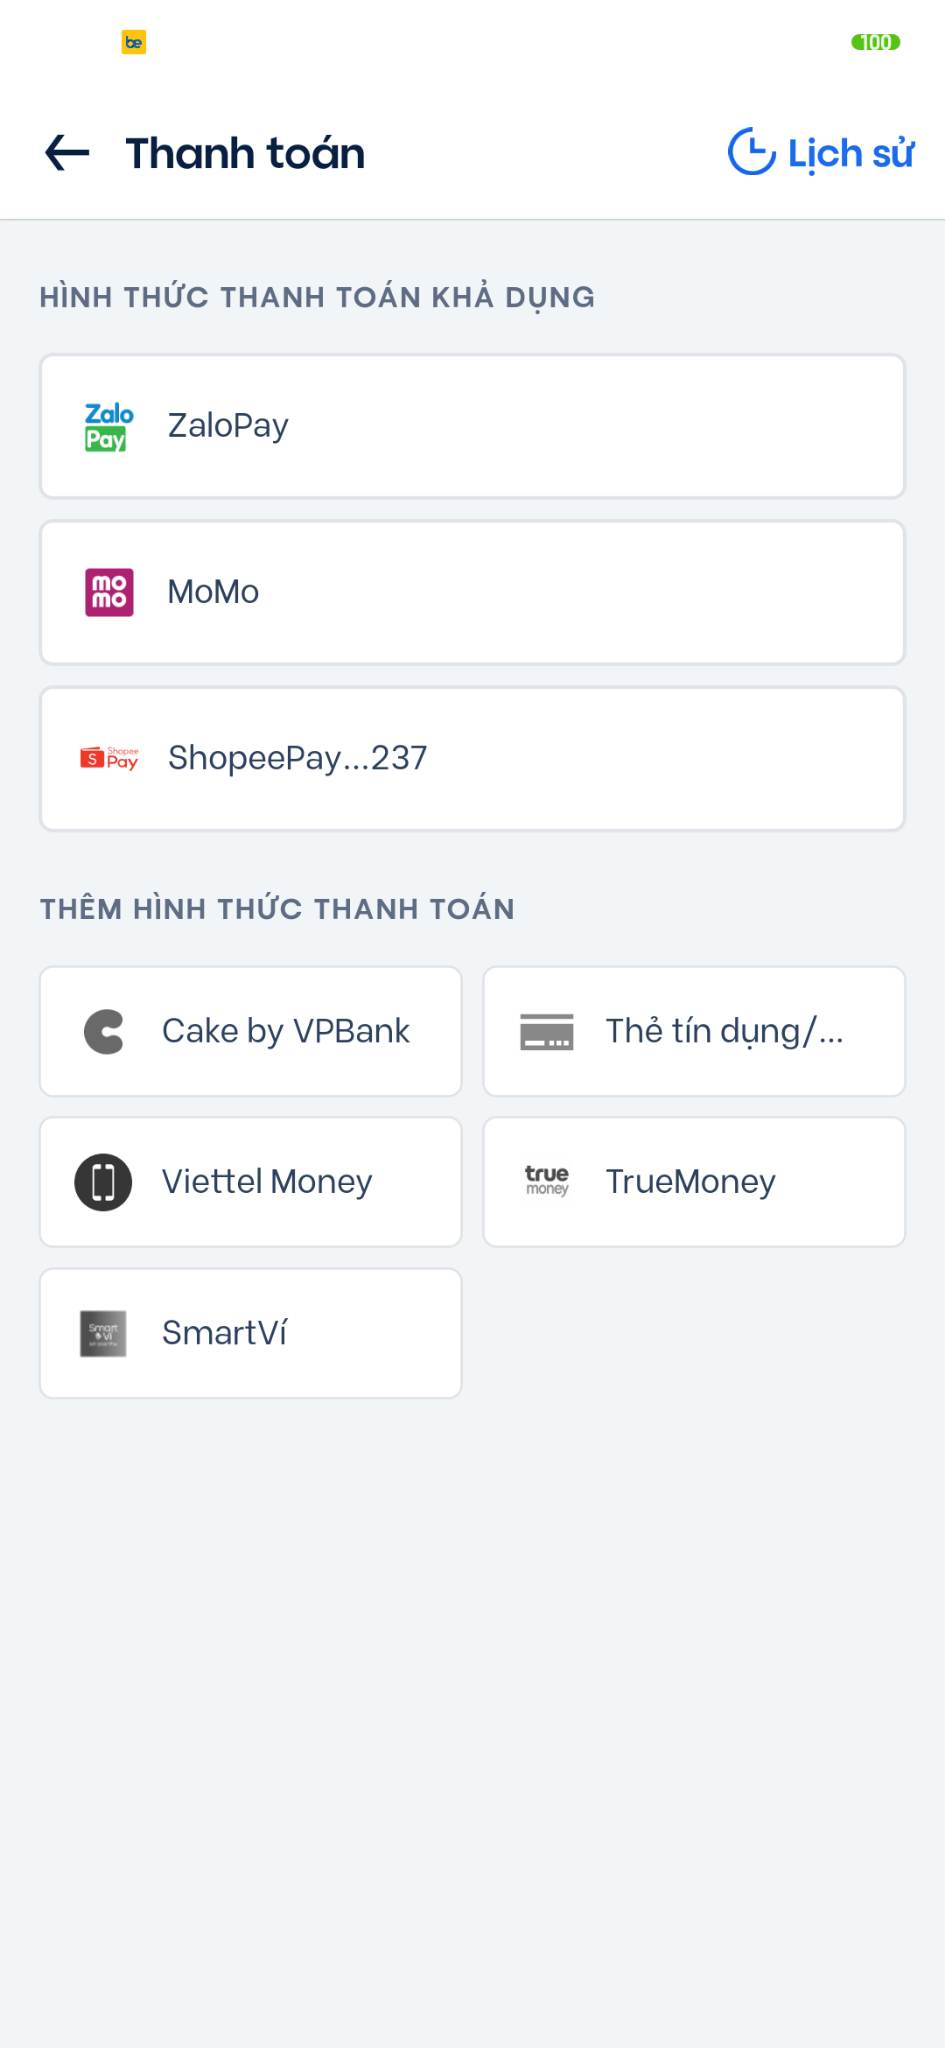 be
100
Thanh toán
Lịch sử
HÌNH THỨC THANH TOÁN KHẢ DỤNG
Zalo
Pay
ZaloPay
mo
mo
MoMo
S
Shopee
Pay
ShopeePay...237
THÊM HÌNH THỨC THANH TOÁN
Cake by VPBank
Thẻ tín dụng/...
Viettel Money
true
money
TrueMoney
Smart
Ví
SmartVí